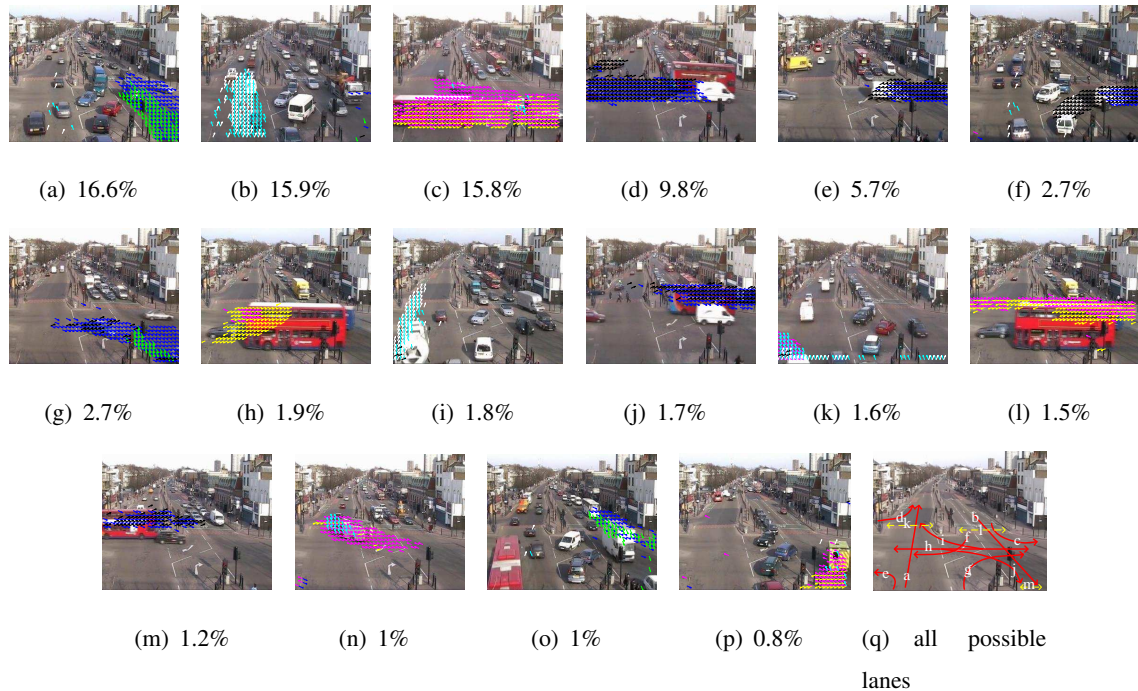 (a) 16.6%
(b) 15.9%
(c) 15.8%
(d) 9.8%
(e) 5.7%
(f) 2.7%
(g) 2.7%
(h) 1.9%
(i) 1.8%
(j) 1.7%
(k) 1.6%
(l) 1.5%
d
k
b
l
i
f
c
h
e
a
g
j
m
(m) 1.2%
(n) 1%
(o) 1%
(p) 0.8%
(q) all possible
lanes